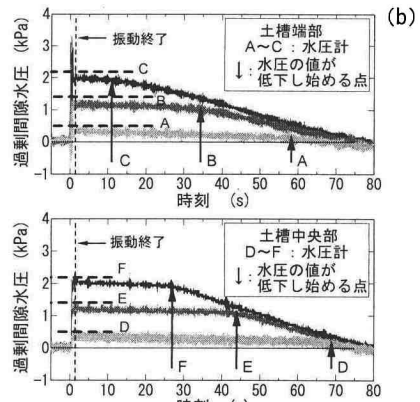 (b)
過剰間隙水圧 (kPa)
3
2
1
0
−1
振動終了
土槽端部
A～C：水圧計
↓：水圧の値が
低下し始める点
C
B
A
C
B
A
0 10 20 30 40 50 60 70 80
時刻 (s)
過剰間隙水圧 (kPa)
3
2
1
0
−1
振動終了
土槽中央部
D～F：水圧計
↓：水圧の値が
低下し始める点
F
E
D
F
E
D
0 10 20 30 40 50 60 70 80